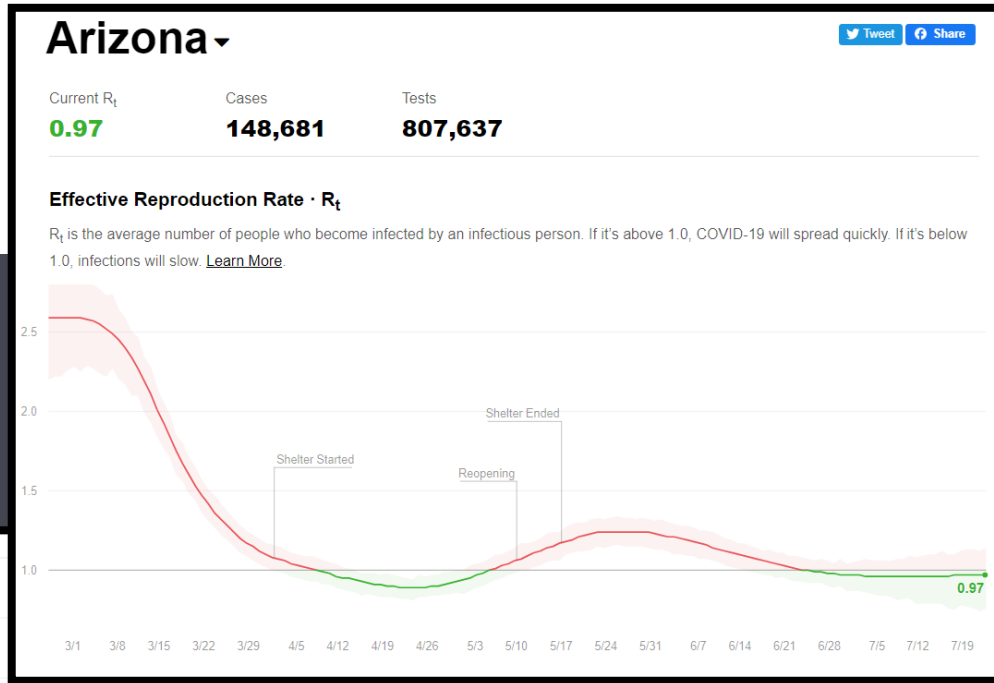 Arizona
Tweet Share
Current Rt Cases Tests
0.97 148,681 807,637
Effective Reproduction Rate · Rt
Rt is the average number of people who become infected by an infectious person. If it's above 1.0, COVID-19 will spread quickly. If it's below
1.0, infections will slow. Learn More.
2.5
2.0
Shelter Ended
Shelter Started
Reopening
1.5
1.0
0.97
3/1 3/8 3/15 3/22 3/29 4/5 4/12 4/19 4/26 5/3 5/10 5/17 5/24 5/31 6/7 6/14 6/21 6/28 7/5 7/12 7/19